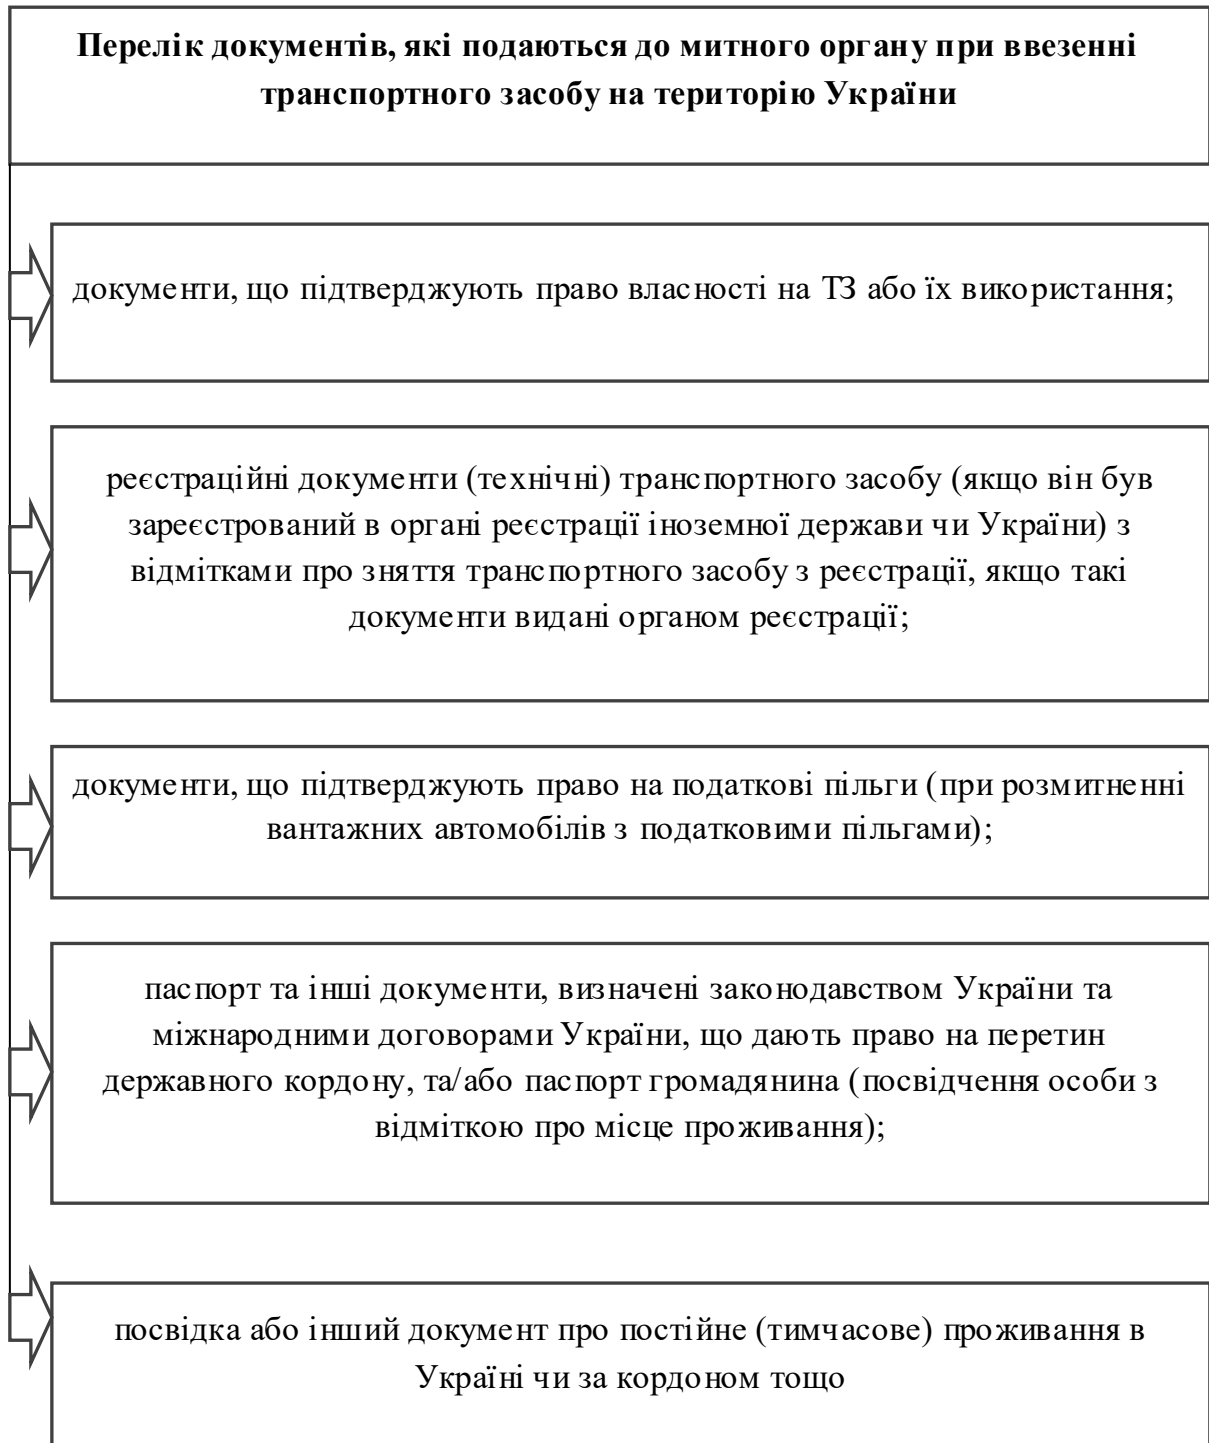 Перелік документів, які подаються до митного органу при ввезенні
транспортного засобу на територію України
документи, що підтверджують право власності на ТЗ або їх використання;
реєстраційні документи (технічні) транспортного засобу (якщо він був
зареєстрований в органі реєстрації іноземної держави чи України) з
відмітками про зняття транспортного засобу з реєстрації, якщо такі
документи видані органом реєстрації;
документи, що підтверджують право на податкові пільги (при розмитненні
вантажних автомобілів з податковими пільгами);
паспорт та інші документи, визначені законодавством України та
міжнародними договорами України, що дають право на перетин
державного кордону, та/або паспорт громадянина (посвідчення особи з
відміткою про місце проживання);
посвідка або інший документ про постійне (тимчасове) проживання в
Україні чи за кордоном тощо